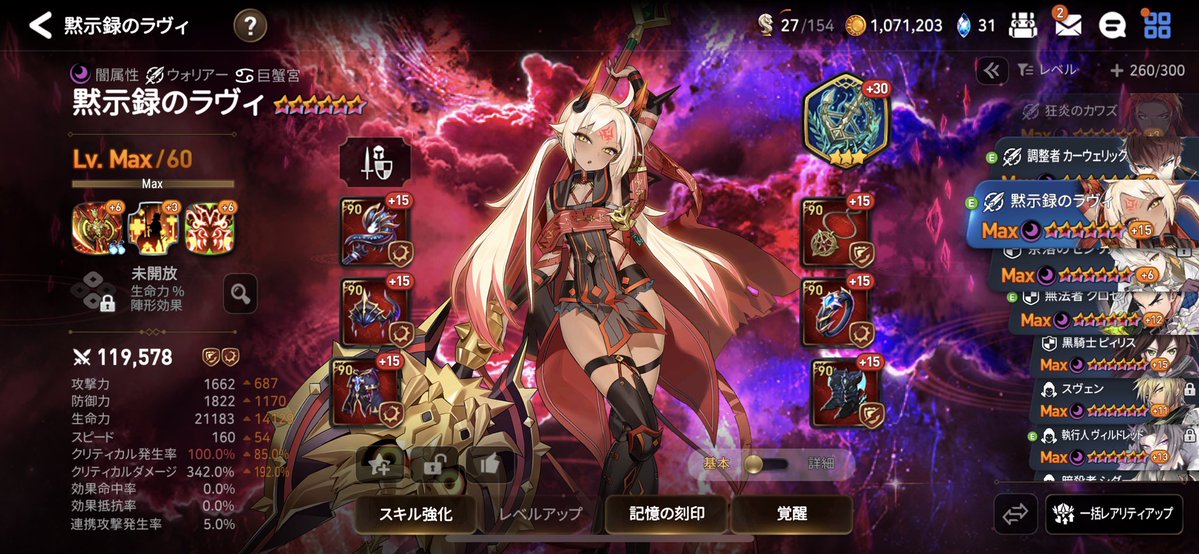 黙示録のラヴィ
?
27/154
1,071,203
31
2
闇属性 ウォリアー 巨蟹宮
黙示録のラヴィ
Lv. Max/60
Max
+6
+3
+6
未開放
生命力%
陣形効果
119,578
攻撃力 1662 687
防御力 1822 1170
生命力 21183
スピード 160 54
クリティカル発生率 100.0% 85.0%
クリティカルダメージ 342.0% 192.0%
効果命中率 0.0%
効果抵抗率 0.0%
連携攻撃発生率 5.0%
+30
90 +15
90 +15
90 +15
90 +15
90 +15
90 +15
基本 詳細
スキル強化
レベルアップ
記憶の刻印
覚醒
レベル
260/300
狂炎のカワズ
調整者 カーウェリック
黙示録のラヴィ
Max +15
Max +6
無法者 クロゼ
Max +12
黒騎士ピィリス
Max +15
スヴェン
Max +11
執行人 ヴィルドレッド
Max +13
一括レアリティアップ